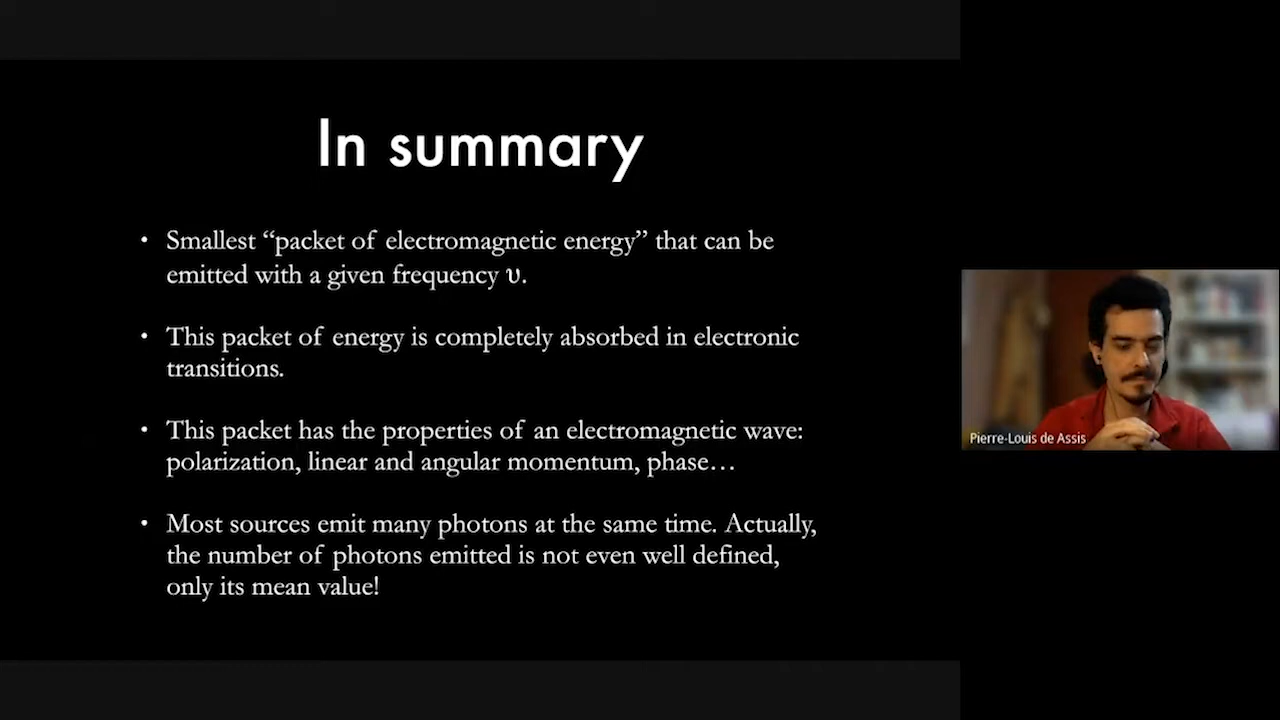 In summary
• Smallest “packet of electromagnetic energy” that can be
emitted with a given frequency υ.
• This packet of energy is completely absorbed in electronic
transitions.
• This packet has the properties of an electromagnetic wave:
polarization, linear and angular momentum, phase…
• Most sources emit many photons at the same time. Actually,
the number of photons emitted is not even well defined,
only its mean value!
Pierre-Louis de Assis